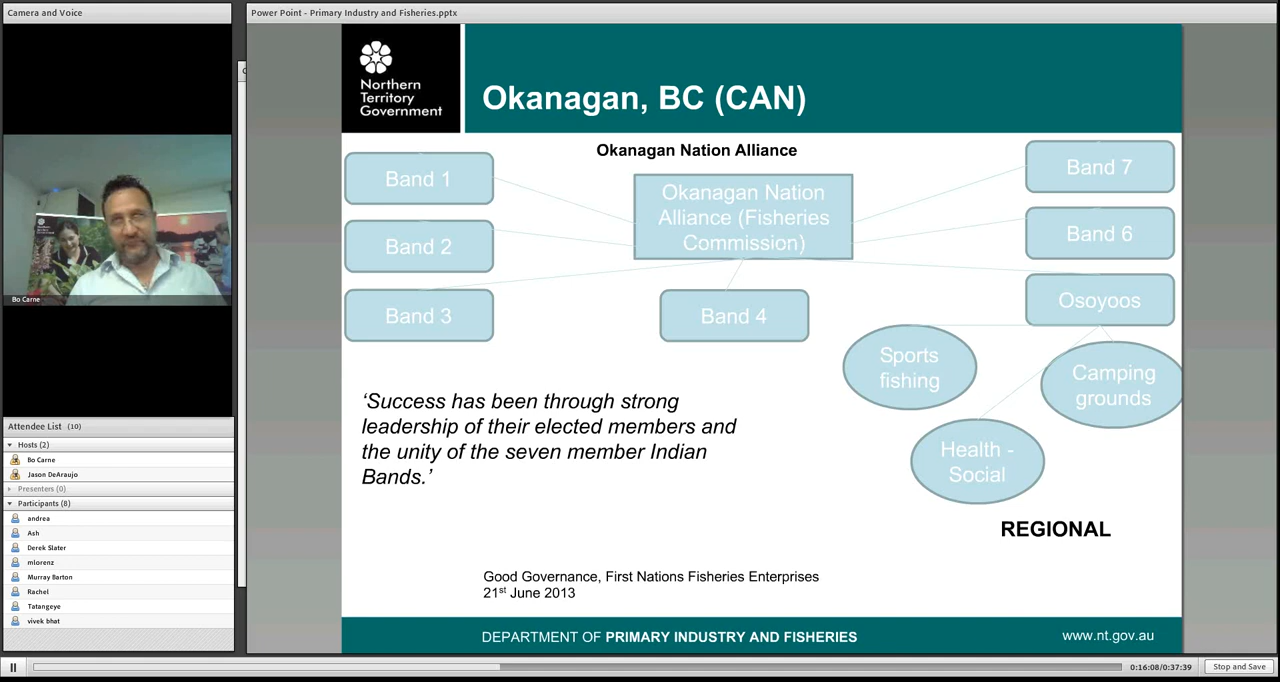 Camera and Voice
Bo Carne
Attendee List (10)
Hosts (2)
Bo Carne
Jason DeAraujo
Presenters (0)
Participants (8)
andrea
Ash
Derek Slater
mlorenz
Murray Barton
Rachel
Tatangeye
vivek bhat
Power Point - Primary Industry and Fisheries.pptx
Northern
Territory
Government
Okanagan, BC (CAN)
Okanagan Nation Alliance
Band 1
Band 2
Band 3
Okanagan Nation
Alliance (Fisheries
Commission)
Band 4
Band 7
Band 6
Osoyoos
Sports
fishing
Camping
grounds
Health -
Social
‘Success has been through strong
leadership of their elected members and
the unity of the seven member Indian
Bands.’
REGIONAL
Good Governance, First Nations Fisheries Enterprises
21st June 2013
DEPARTMENT OF PRIMARY INDUSTRY AND FISHERIES
www.nt.gov.au
0:16:08/0:37:39
Stop and Save